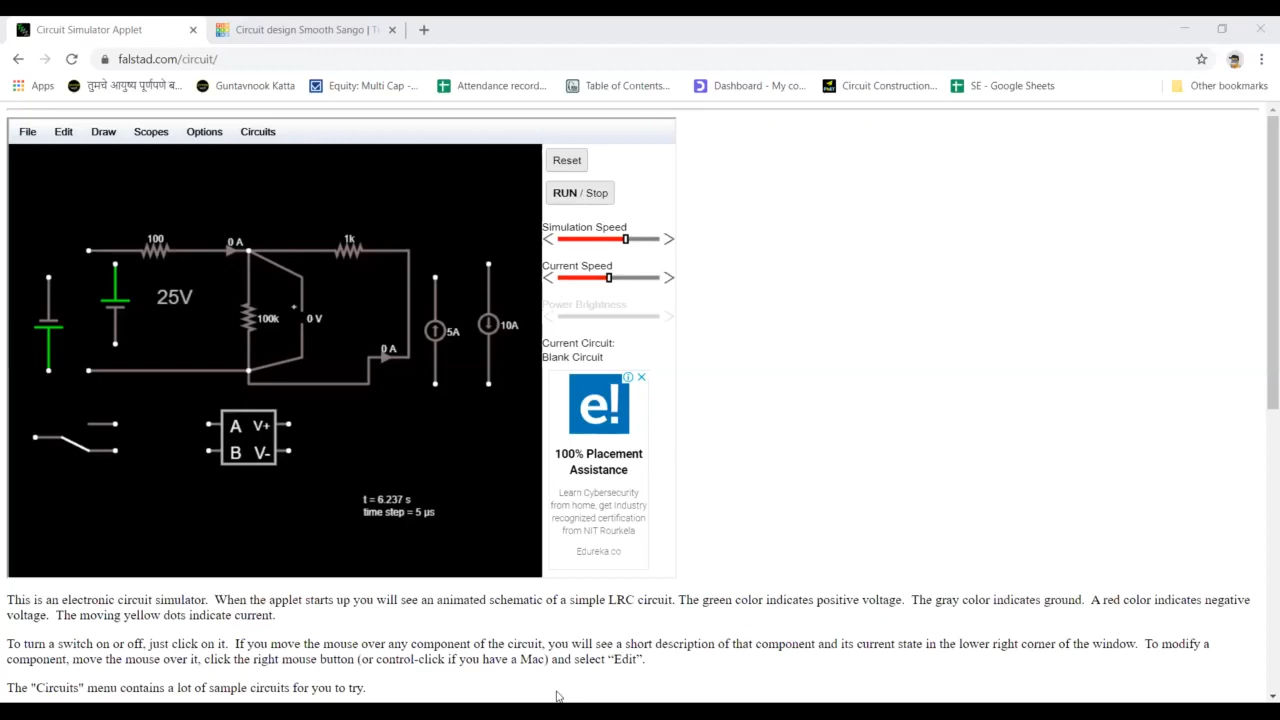 Circuit Simulator Applet
Circuit design Smooth Sango | Ti
falstad.com/circuit/
Apps
तुमचे आयुष्य पूर्णपणे ब...
Guntavnook Katta
Equity: Multi Cap -...
Attendance record...
Table of Contents...
Dashboard - My co...
Circuit Construction...
SE - Google Sheets
Other bookmarks
File Edit Draw Scopes Options Circuits
Reset
RUN / Stop
Simulation Speed
Current Speed
Power Brightness
Current Circuit:
Blank Circuit
100
0 A
1k
25V
100k
+
0 V
0 A
5A
10A
A V+
B V-
t = 6.237 s
time step = 5 µs
e!
100% Placement
Assistance
Learn Cybersecurity
from home, get Industry
recognized certification
from NIT Rourkela
Edureka.co
This is an electronic circuit simulator. When the applet starts up you will see an animated schematic of a simple LRC circuit. The green color indicates positive voltage. The gray color indicates ground. A red color indicates negative
voltage. The moving yellow dots indicate current.
To turn a switch on or off, just click on it. If you move the mouse over any component of the circuit, you will see a short description of that component and its current state in the lower right corner of the window. To modify a
component, move the mouse over it, click the right mouse button (or control-click if you have a Mac) and select “Edit”.
The "Circuits" menu contains a lot of sample circuits for you to try.